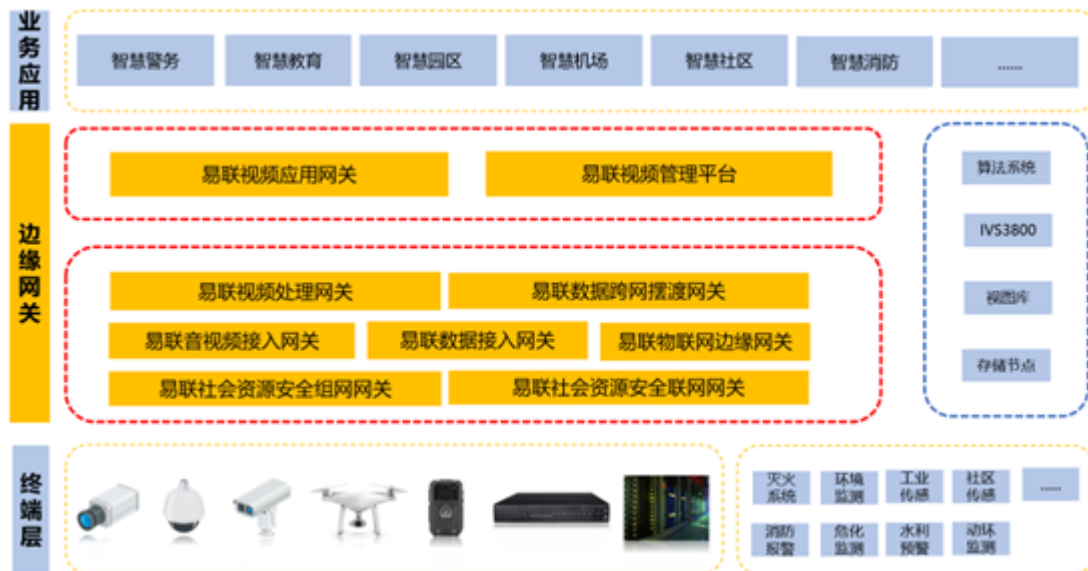 业务应用
智慧警务
智慧教育
智慧园区
智慧机场
智慧社区
智慧消防
......
边缘网关
易联视频应用网关
易联视频管理平台
易联视频处理网关
易联数据跨网摆渡网关
易联音视频接入网关
易联数据接入网关
易联物联网边缘网关
易联社会资源安全组网网关
易联社会资源安全联网网关
算法系统
IVS3800
视图库
存储节点
终端层
灭火
系统
环境
监测
工业
传感
社区
传感
......
消防
报警
危化
监测
水利
预警
动环
监测